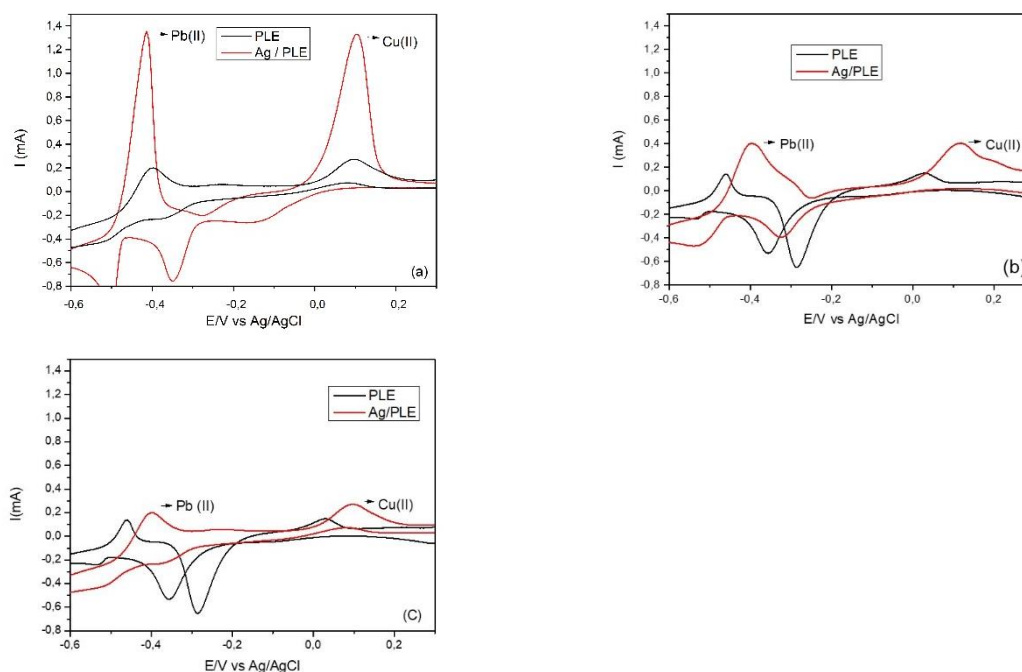 1,4
1,2
1,0
0,8
0,6
0,4
0,2
0,0
-0,2
-0,4
-0,6
-0,8
I (mA)
Pb(II)
PLE
Ag / PLE
Cu(II)
(a)
-0,6
-0,4
-0,2
0,0
0,2
E/V vs Ag/AgCl
1,4
1,2
1,0
0,8
0,6
0,4
0,2
0,0
-0,2
-0,4
-0,6
-0,8
I (mA)
PLE
Ag/PLE
Pb(II)
Cu(II)
(b)
-0,6
-0,4
-0,2
0,0
0,2
E/V vs Ag/AgCl
1,4
1,2
1,0
0,8
0,6
0,4
0,2
0,0
-0,2
-0,4
-0,6
-0,8
I(mA)
PLE
Ag/PLE
Pb (II)
Cu(II)
(C)
-0,6
-0,4
-0,2
0,0
0,2
E/V vs Ag/AgCl